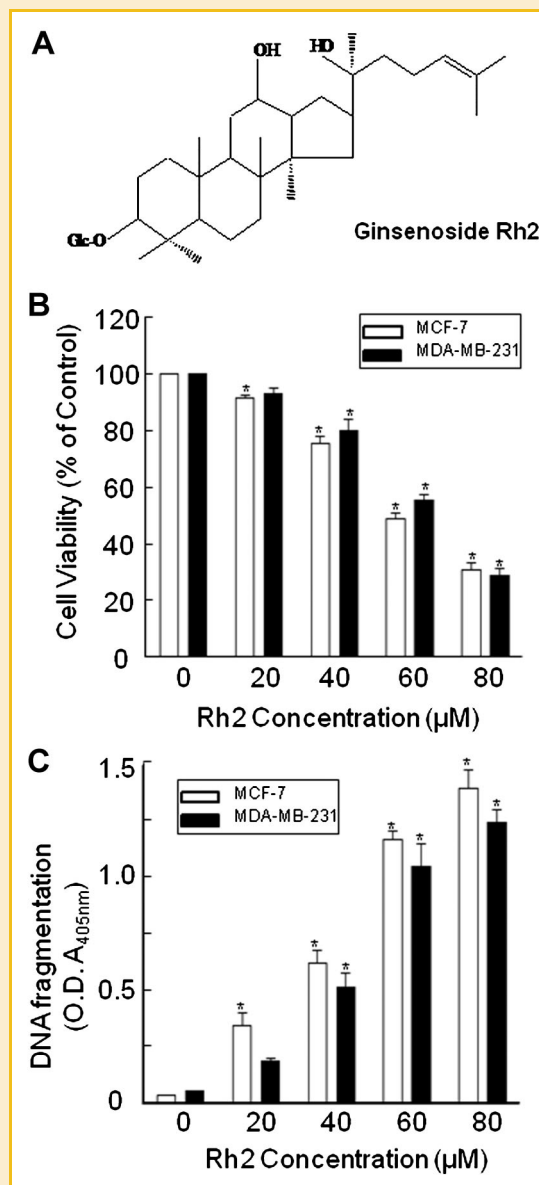 A
OH
HO
Glc-O
Ginsenoside Rh2
B
120
100
80
60
40
20
0
Cell Viability (% of Control)
MCF-7
MDA-MB-231
* * * * * * *
0 20 40 60 80
Rh2 Concentration (µM)
C
1.5
1.0
0.5
0
DNA fragmentation
(O.D. A405nm)
MCF-7
MDA-MB-231
* * * * * * *
0 20 40 60 80
Rh2 Concentration (µM)